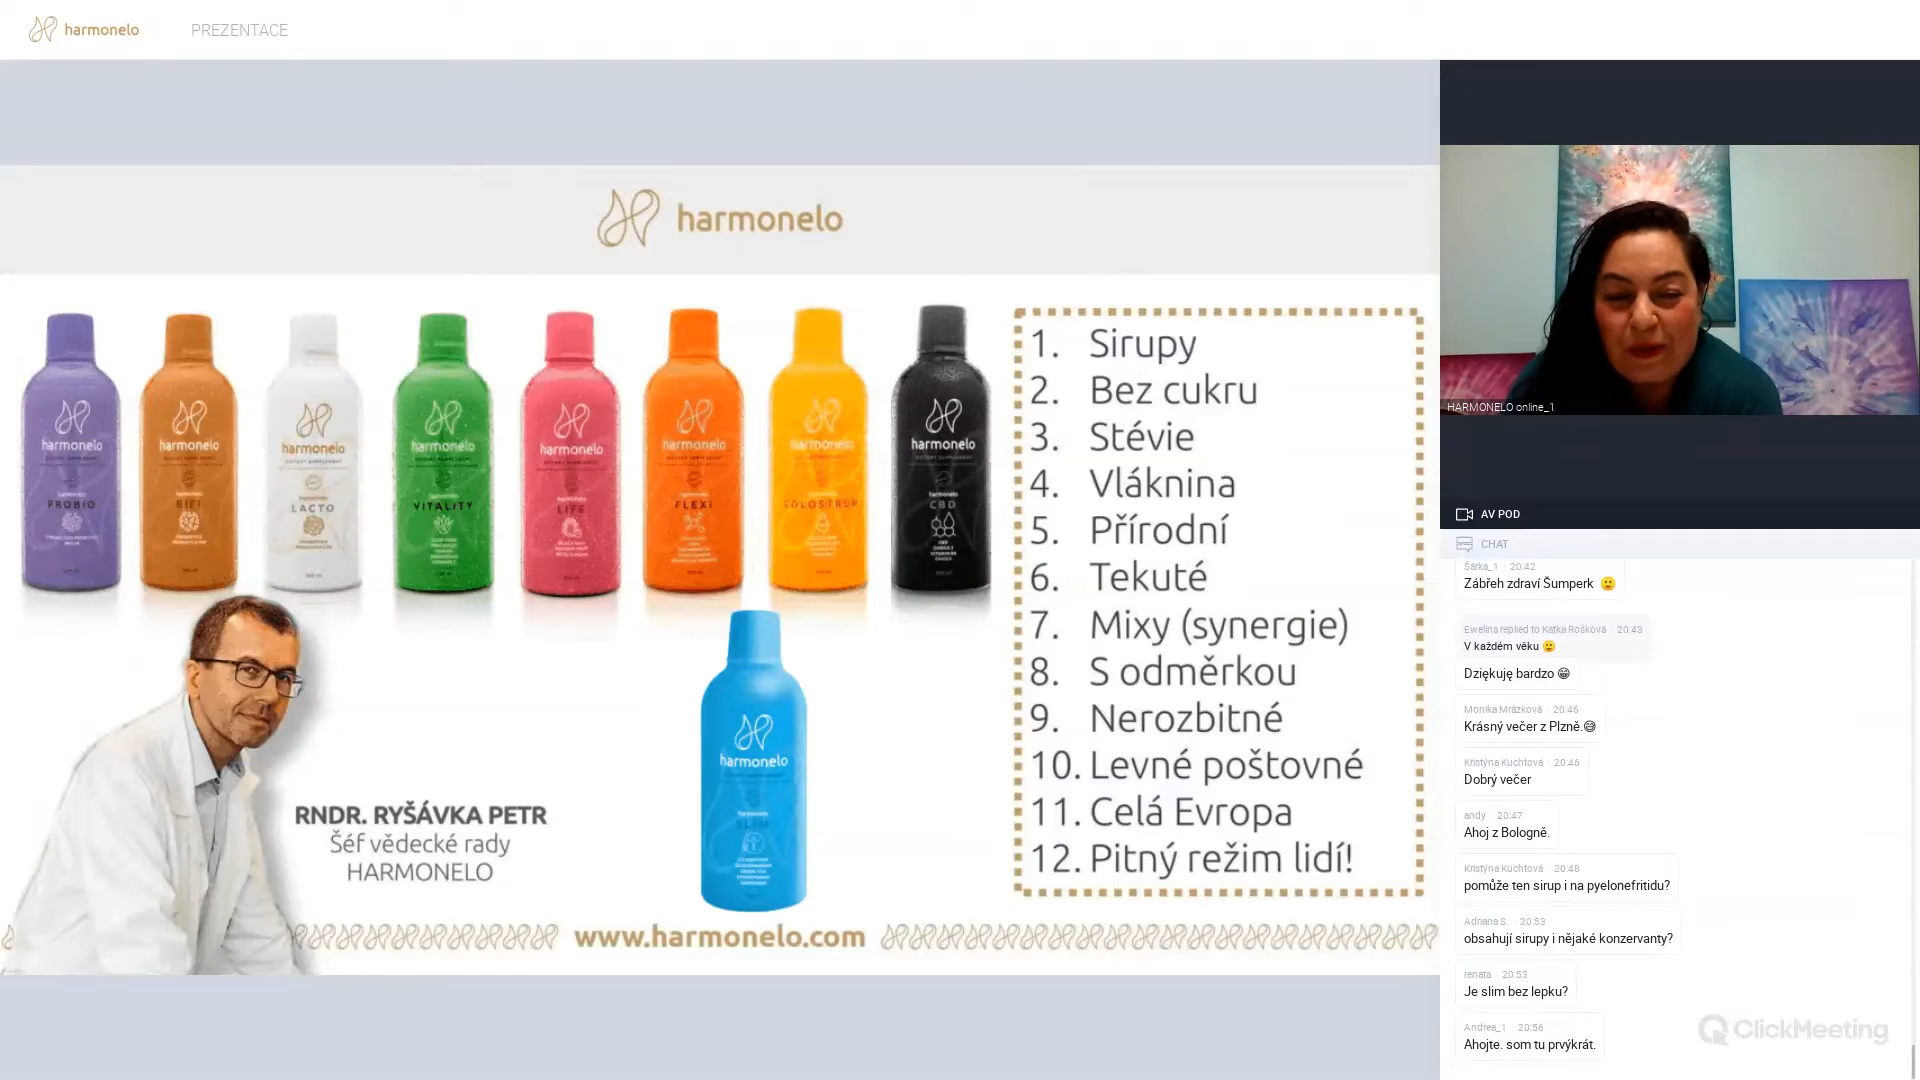 harmonelo
PREZENTACE
harmonelo
harmonelo
PROBIO
harmonelo
BIFI
harmonelo
LACTO
harmonelo
VITALITY
harmonelo
LIFE
harmonelo
FLEXI
harmonelo
COLOSTRUM
harmonelo
CBD
harmonelo
SLIM
1. Sirupy
2. Bez cukru
3. Stévie
4. Vláknina
5. Přírodní
6. Tekuté
7. Mixy (synergie)
8. S odměrkou
9. Nerozbitné
10. Levné poštovné
11. Celá Evropa
12. Pitný režim lidí!
RNDR. RYŠÁVKA PETR
Šéf vědecké rady
HARMONELO
www.harmonelo.com
HARMONELO online_1
AV POD
CHAT
Šárka_1 · 20:42
Zábřeh zdraví Šumperk 🙂
Ewelina replied to Katka Rošková · 20:43
V každém věku 🙂
Dziękuję bardzo 😁
Monika Mrázková · 20:46
Krásný večer z Plzně.😅
Kristýna Kuchtová · 20:46
Dobrý večer
andy · 20:47
Ahoj z Bologně.
Kristýna Kuchtová · 20:48
pomůže ten sirup i na pyelonefritidu?
Adriana S. · 20:53
obsahují sirupy i nějaké konzervanty?
renata · 20:53
Je slim bez lepku?
Andrea_1 · 20:56
Ahojte. som tu prvýkrát.
ClickMeeting